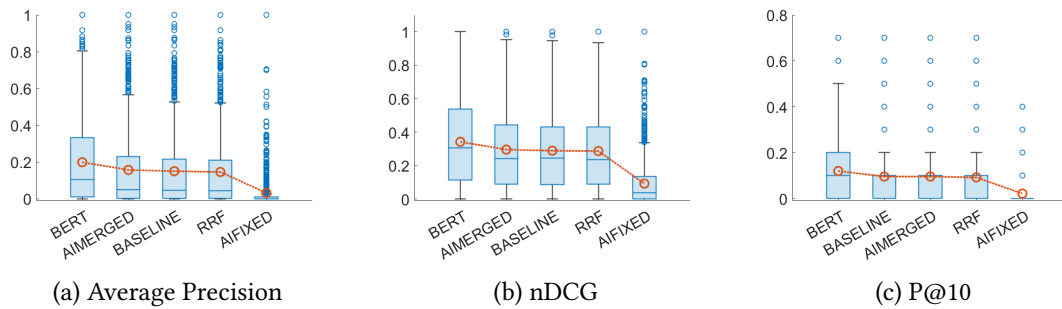 1
0.8
0.6
0.4
0.2
0
BERT
AIMERGED
BASELINE
RRF
AIFIXED
(a) Average Precision
1
0.8
0.6
0.4
0.2
0
BERT
AIMERGED
BASELINE
RRF
AIFIXED
(b) nDCG
0.8
0.6
0.4
0.2
0
BERT
BASELINE
AIMERGED
RRF
AIFIXED
(c) P@10